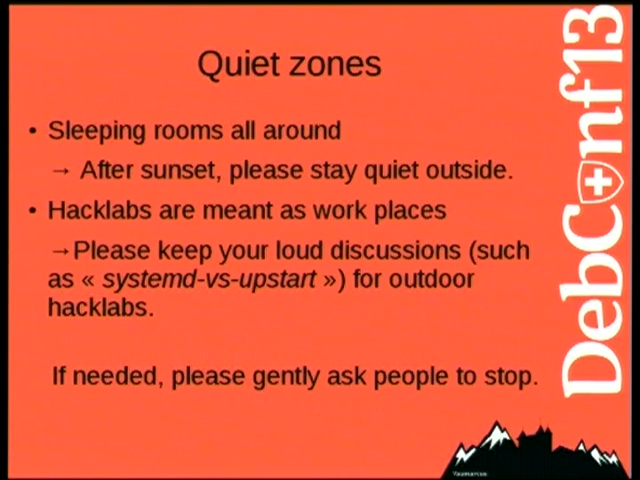 Quiet zones
• Sleeping rooms all around
→ After sunset, please stay quiet outside.
• Hacklabs are meant as work places
→Please keep your loud discussions (such
as « systemd-vs-upstart ») for outdoor
hacklabs.
If needed, please gently ask people to stop.
DebConf13
Vaumarcus